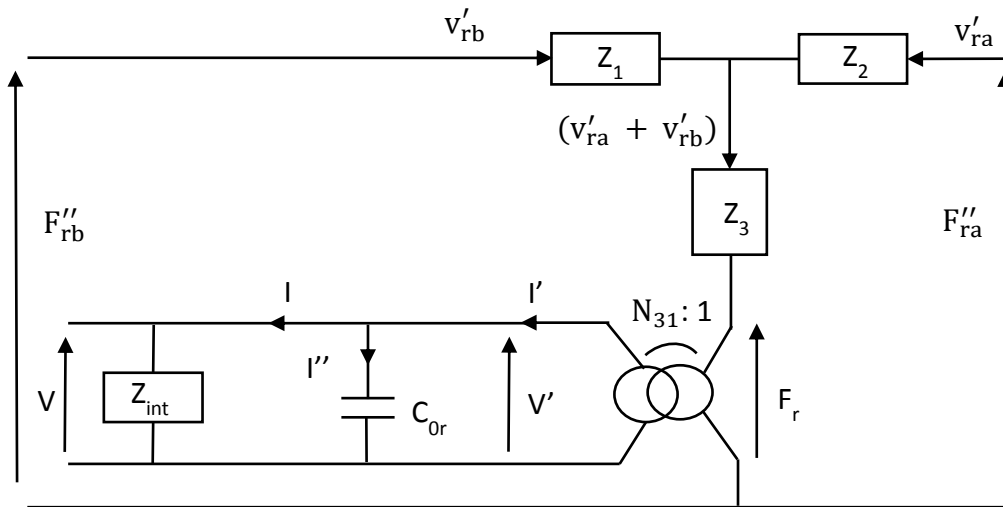 v′rb
v′ra
Z1
Z2
(v′ra + v′rb)
Z3
F′′rb
F′′ra
I
I'
N31: 1
I''
V
Zint
C0r
V'
Fr